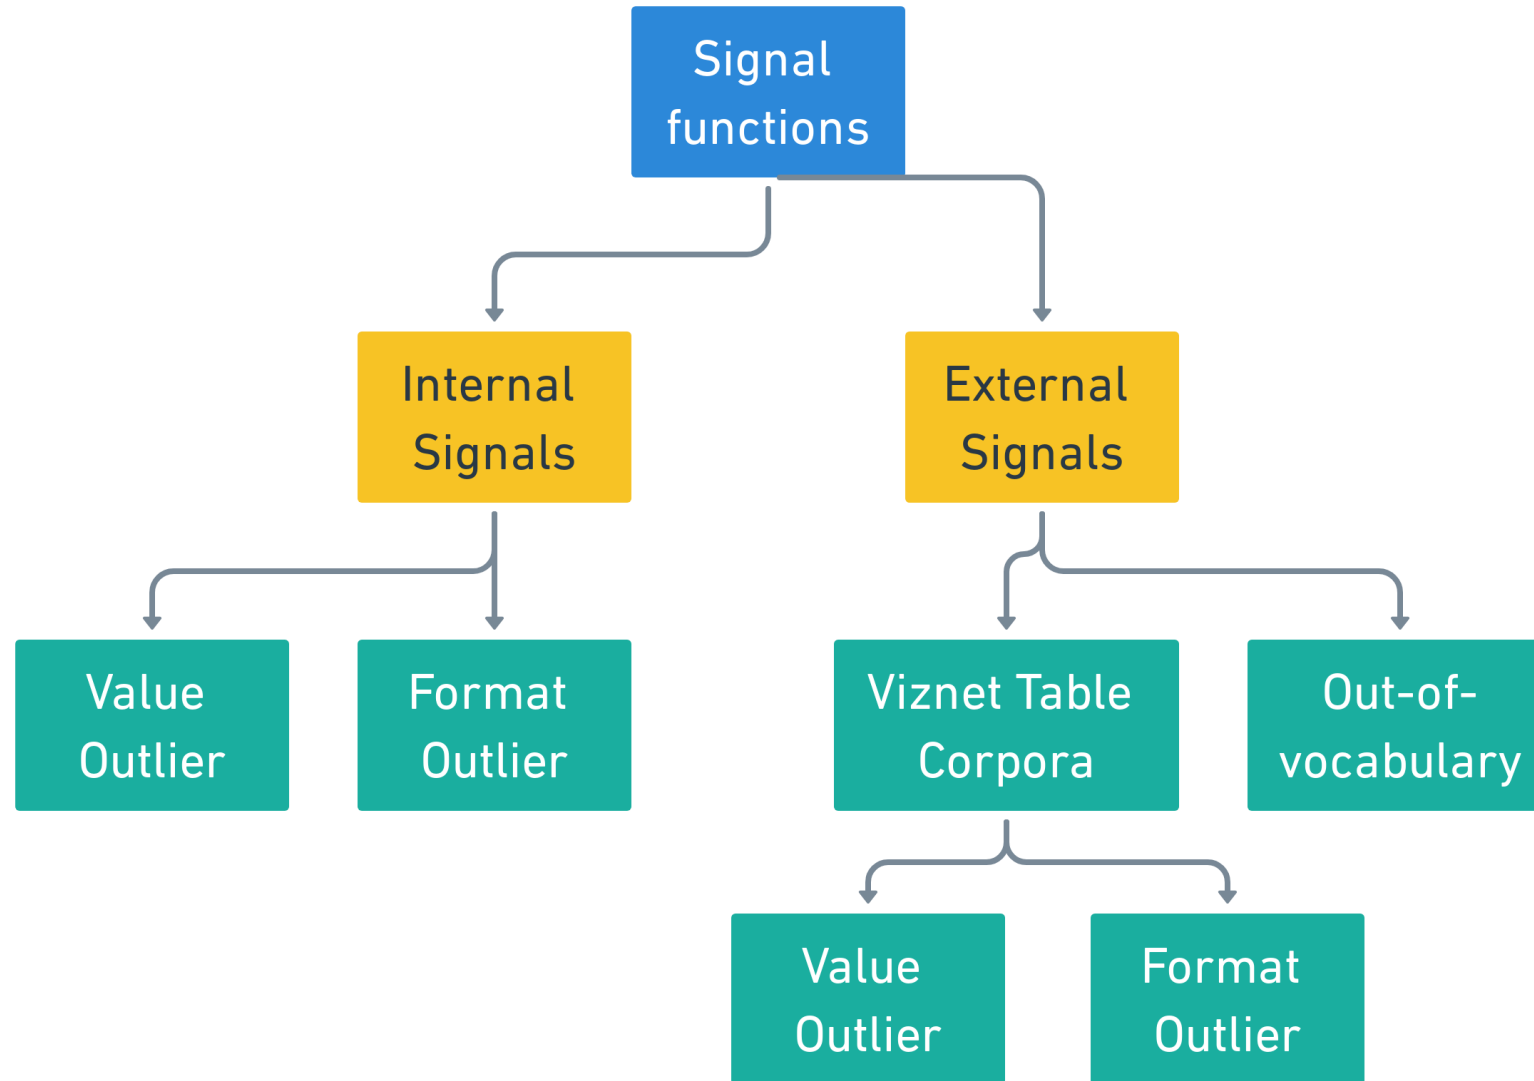 Signal
functions
Internal
Signals
External
Signals
Value
Outlier
Format
Outlier
Viznet Table
Corpora
Out-of-
vocabulary
Value
Outlier
Format
Outlier